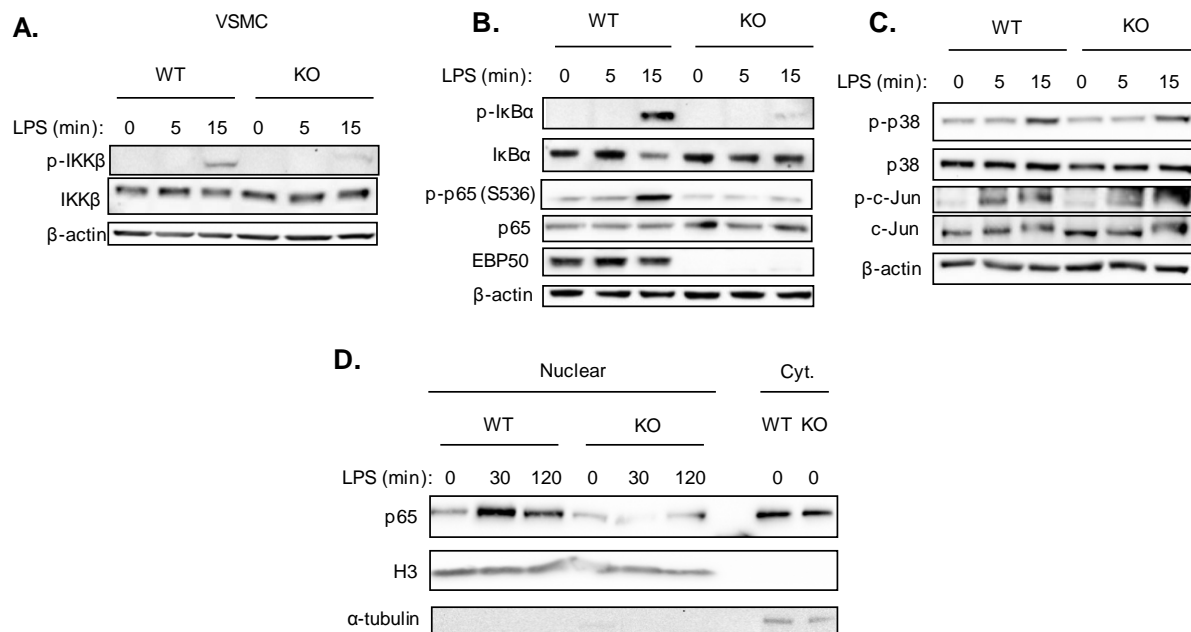 A.
VSMC
WT KO
LPS (min): 0 5 15 0 5 15
p-IKKβ
IKKβ
β-actin
B.
WT KO
LPS (min): 0 5 15 0 5 15
p-IκBα
IκBα
p-p65 (S536)
p65
EBP50
β-actin
C.
WT KO
LPS (min): 0 5 15 0 5 15
p-p38
p38
p-c-Jun
c-Jun
β-actin
D.
Nuclear Cyt.
WT KO WT KO
LPS (min): 0 30 120 0 30 120 0 0
p65
H3
α-tubulin